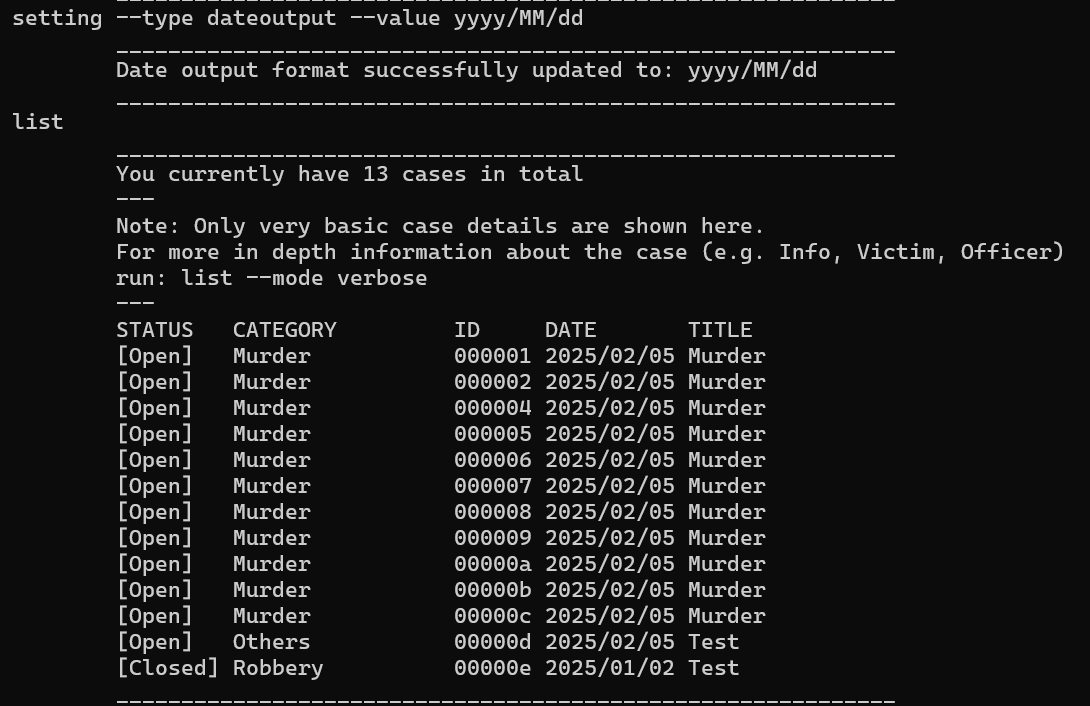 setting --type dateoutput --value yyyy/MM/dd
____________________________________________________________
Date output format successfully updated to: yyyy/MM/dd
____________________________________________________________
list
____________________________________________________________
You currently have 13 cases in total
---
Note: Only very basic case details are shown here.
For more in depth information about the case (e.g. Info, Victim, Officer)
run: list --mode verbose
---
STATUS   CATEGORY         ID     DATE       TITLE
[Open]   Murder           000001 2025/02/05 Murder
[Open]   Murder           000002 2025/02/05 Murder
[Open]   Murder           000004 2025/02/05 Murder
[Open]   Murder           000005 2025/02/05 Murder
[Open]   Murder           000006 2025/02/05 Murder
[Open]   Murder           000007 2025/02/05 Murder
[Open]   Murder           000008 2025/02/05 Murder
[Open]   Murder           000009 2025/02/05 Murder
[Open]   Murder           00000a 2025/02/05 Murder
[Open]   Murder           00000b 2025/02/05 Murder
[Open]   Murder           00000c 2025/02/05 Murder
[Open]   Others           00000d 2025/02/05 Test
[Closed] Robbery          00000e 2025/01/02 Test
____________________________________________________________